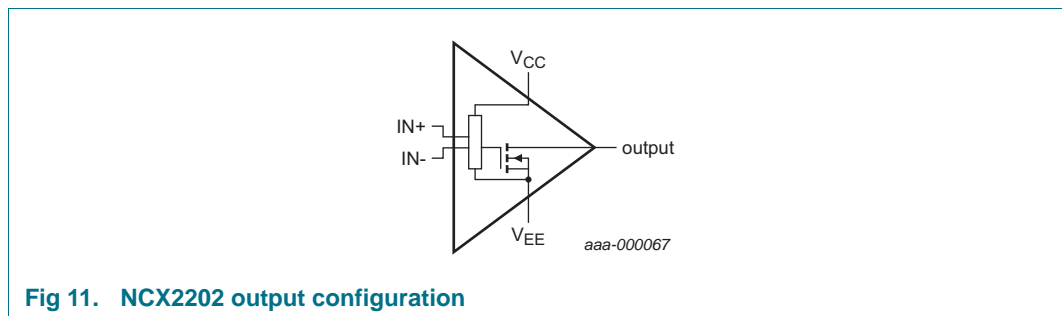 VCC
IN+
IN-
output
VEE
aaa-000067
Fig 11. NCX2202 output configuration